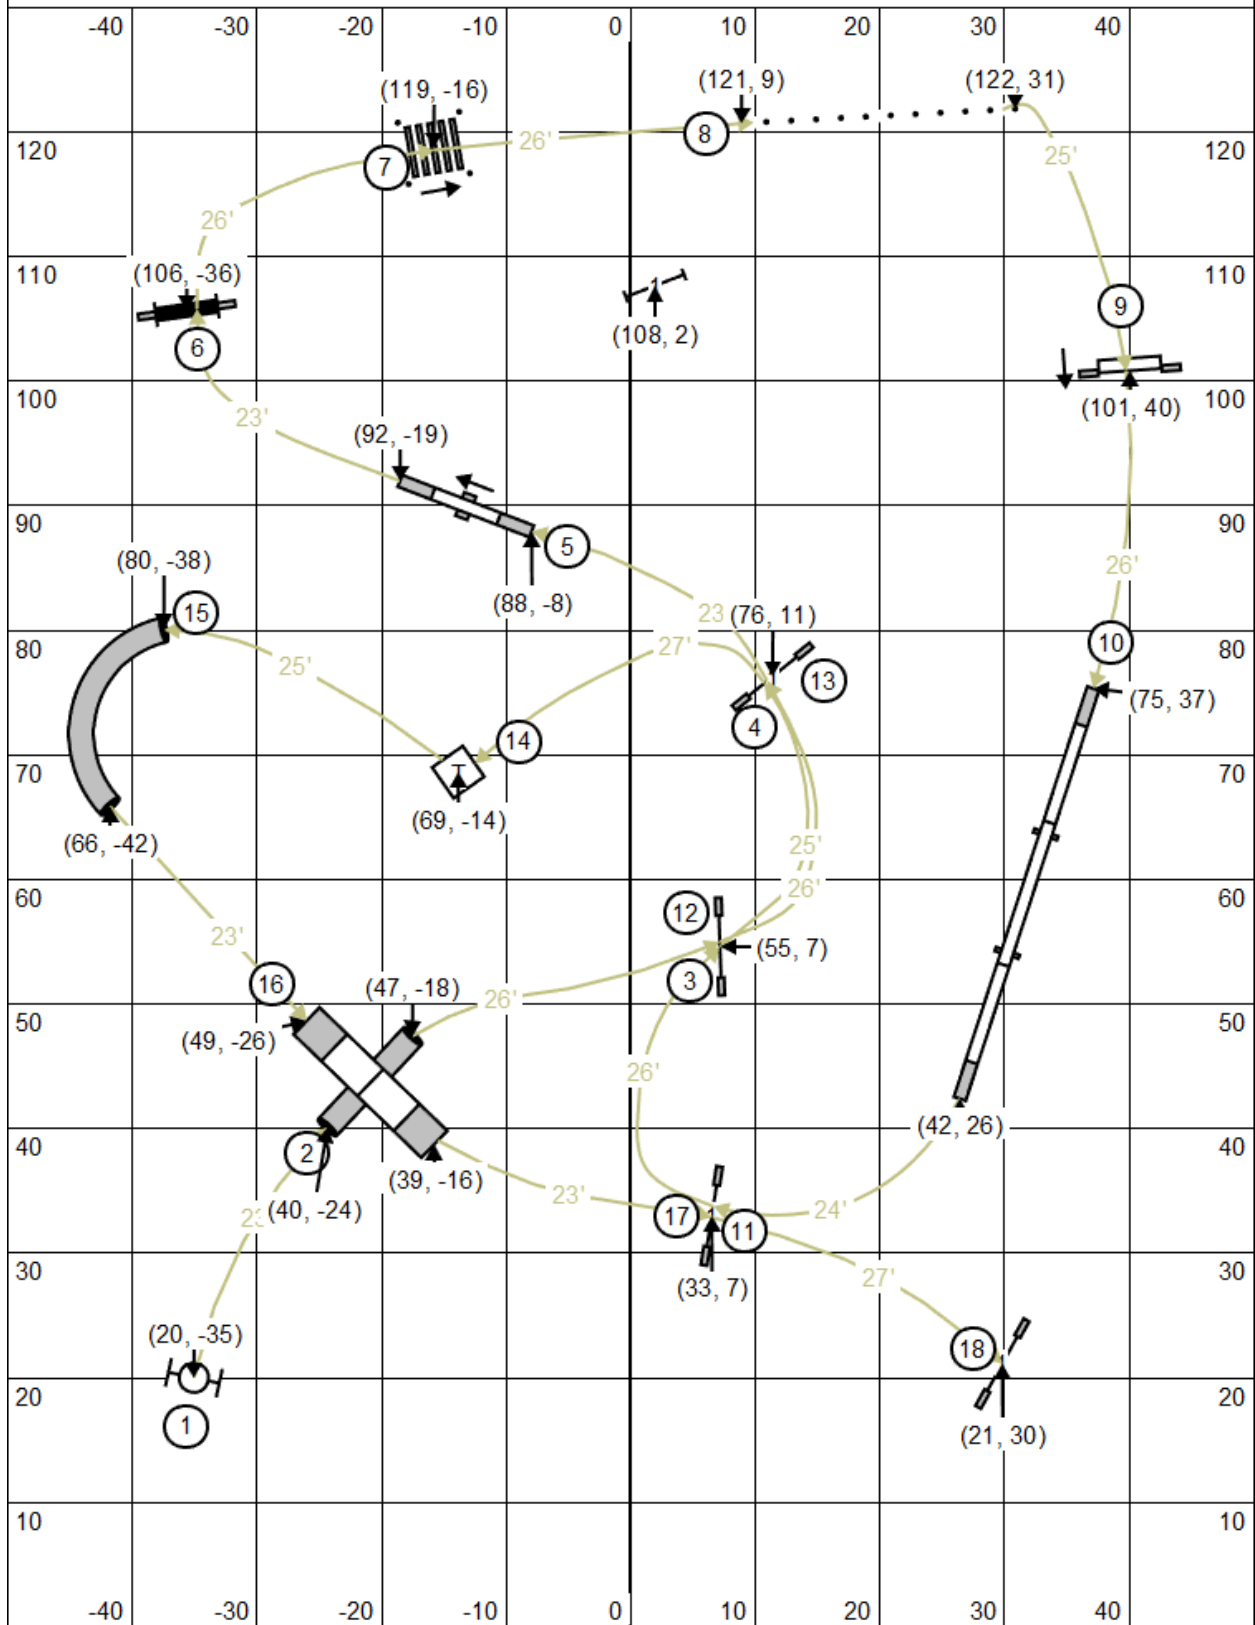 -40 -30 -20 -10 0 10 20 30 40
(119, -16) (121, 9) (122, 31)
8 26' 120 120
7 25'
26'
110 (106, -36) 1 110
9
(108, 2)
6
100 (101, 40) 100
23' (92, -19)
90 90
5
(80, -38) 26'
(88, -8)
15 23 (76, 11)
80 27' 10 80
25' 13
14 4 (75, 37)
70 T 70
(69, -14)
(66, -42) 25'
60 26' 60
12
23' (55, 7)
16 3
(47, -18) 26'
50 50
(49, -26)
26'
40 (42, 26) 40
2
(39, -16)
23 (40, -24) 23' 17 11 24'
30 27' 30
(33, 7)
(20, -35) 18
20 20
1 (21, 30)
10 10
-40 -30 -20 -10 0 10 20 30 40